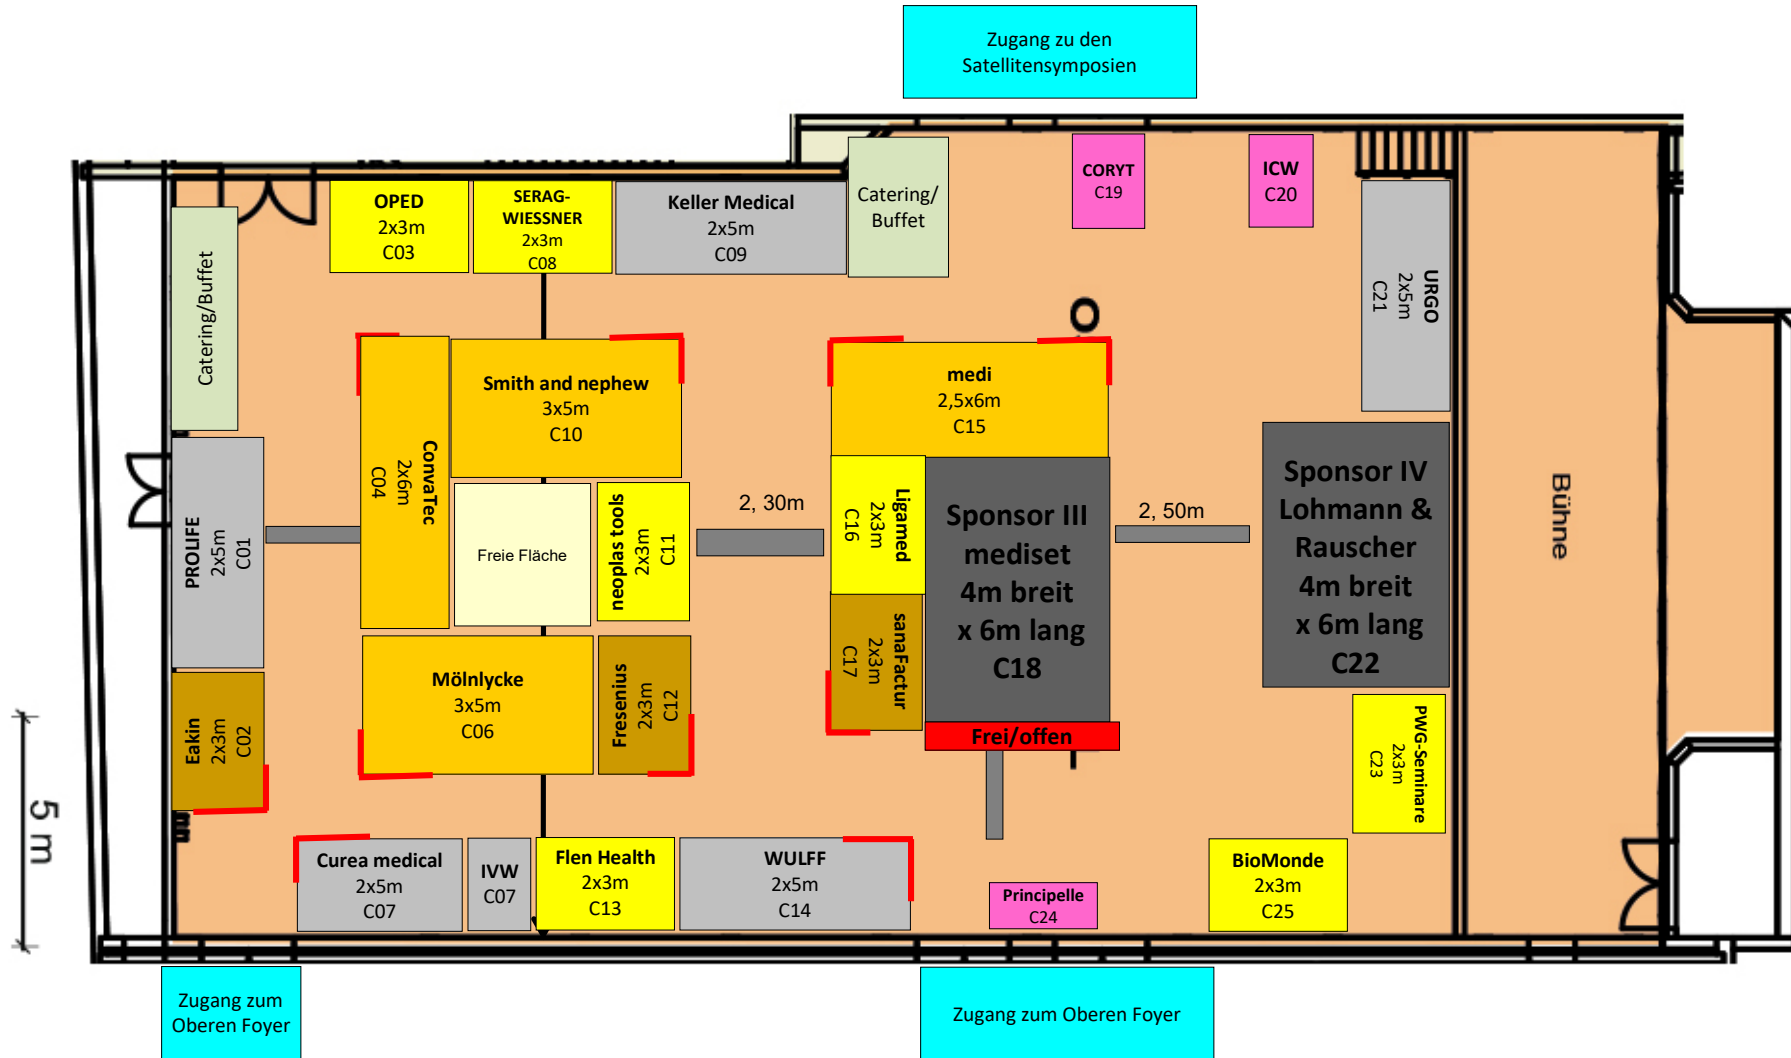 Zugang zu den
Satellitensymposien
OPED
2x3m
C03
SERAG-
WIESSNER
2x3m
C08
Keller Medical
2x5m
C09
Catering/
Buffet
CORYT
C19
ICW
C20
URGO
2x5m
C21
Catering/Buffet
ConvaTec
2x6m
C04
Smith and nephew
3x5m
C10
medi
2,5x6m
C15
PROLIFE
2x5m
C01
Freie Fläche
neoplas tools
2x3m
C11
2, 30m
Ligamed
2x3m
C16
Sponsor III
mediset
4m breit
x 6m lang
C18
2, 50m
Sponsor IV
Lohmann &
Rauscher
4m breit
x 6m lang
C22
Bühne
Eakin
2x3m
C02
Mölnlycke
3x5m
C06
Fresenius
2x3m
C12
sanaFactur
2x3m
C17
Frei/offen
PWG-Seminare
2x3m
C23
5 m
Curea medical
2x5m
C07
IVW
C07
Flen Health
2x3m
C13
WULFF
2x5m
C14
Principelle
C24
BioMonde
2x3m
C25
Zugang zum
Oberen Foyer
Zugang zum Oberen Foyer